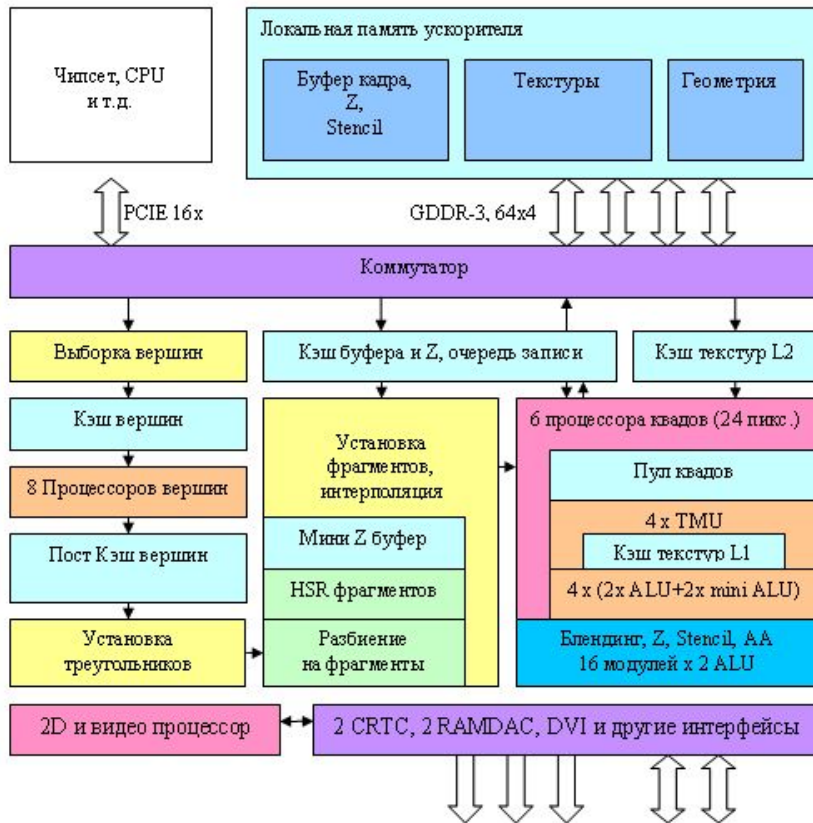 Чипсет, CPU
и т.д.
Локальная память ускорителя
Буфер кадра,
Z,
Stencil
Текстуры
Геометрия
PCIE 16x
GDDR-3, 64x4
Коммутатор
Выборка вершин
Кэш буфера и Z, очередь записи
Кэш текстур L2
Кэш вершин
8 Процессоров вершин
Пост Кэш вершин
Установка
треугольников
Установка
фрагментов,
интерполяция
Мини Z буфер
HSR фрагментов
Разбиение
на фрагменты
6 процессора квадов (24 пикс.)
Пул квадов
4 x TMU
Кэш текстур L1
4 x (2x ALU+2x mini ALU)
Блендинг, Z, Stencil, AA
16 модулей x 2 ALU
2D и видео процессор
2 CRTC, 2 RAMDAC, DVI и другие интерфейсы